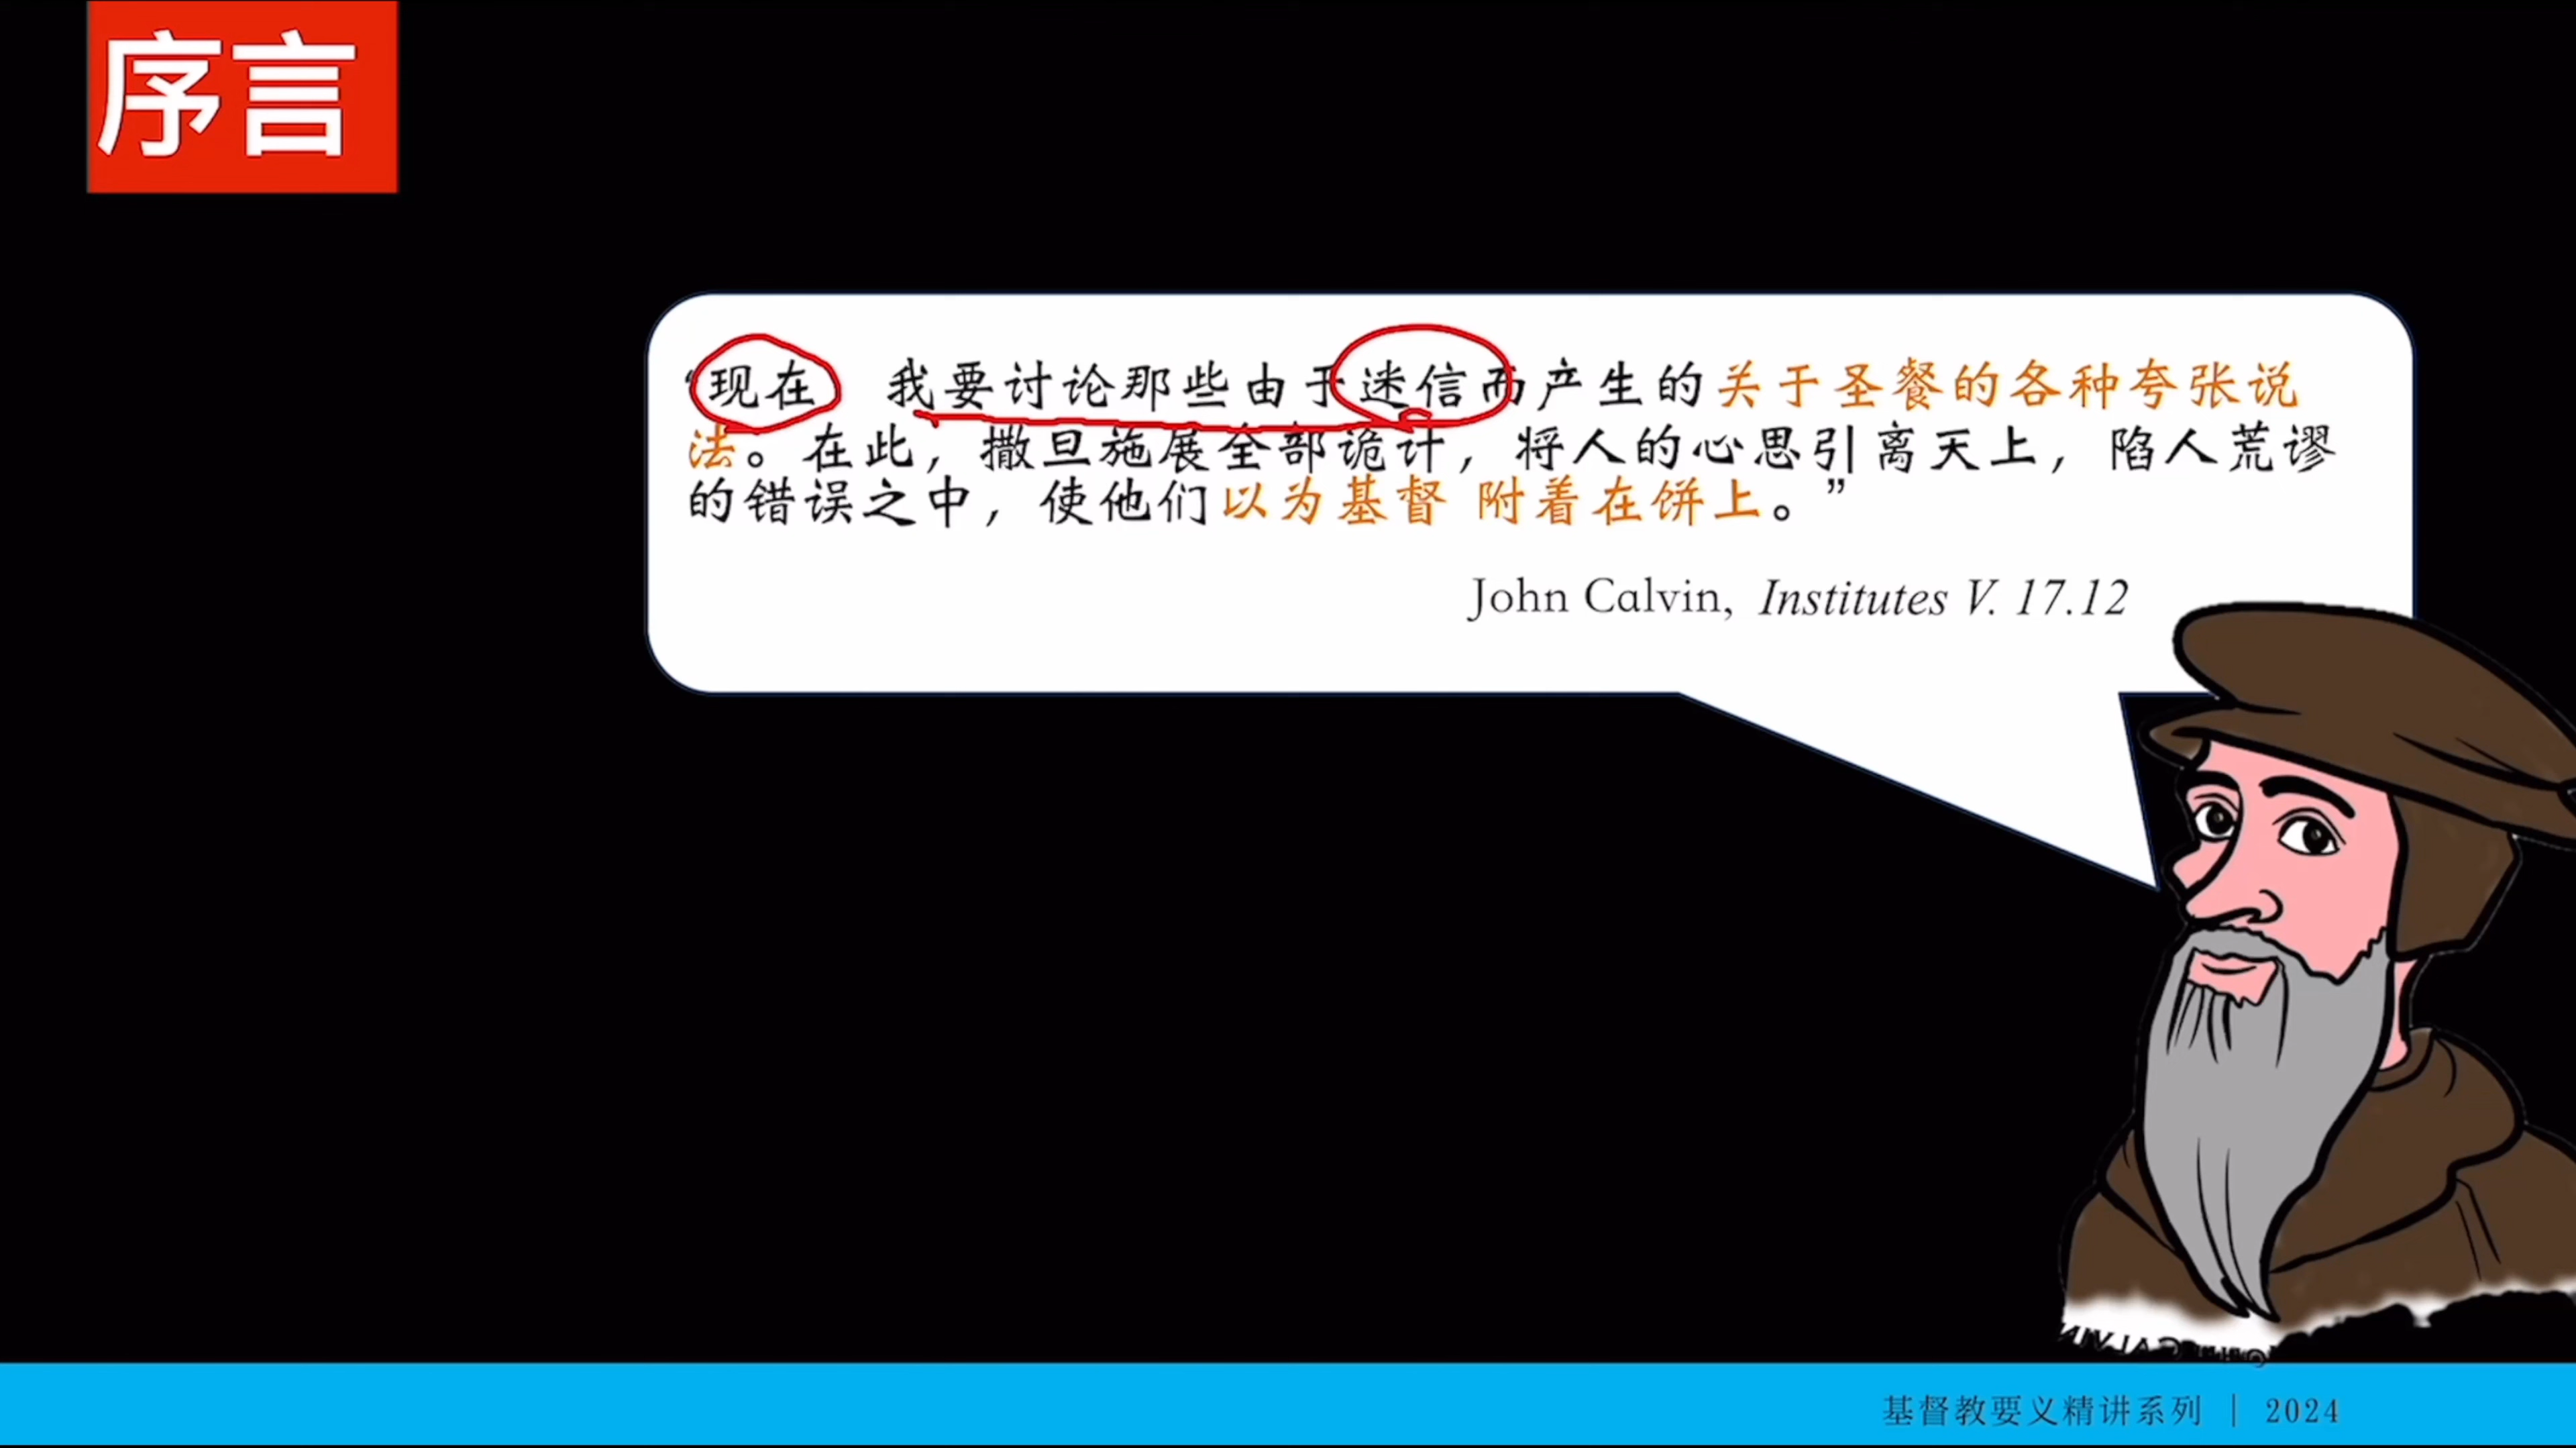 序言
“现在 我要讨论那些由于迷信而产生的关于圣餐的各种夸张说
法。在此，撒旦施展全部诡计，将人的心思引离天上，陷人荒谬
的错误之中，使他们以为基督 附着在饼上。”
John Calvin, Institutes V. 17.12
基督教要义精讲系列 | 2024